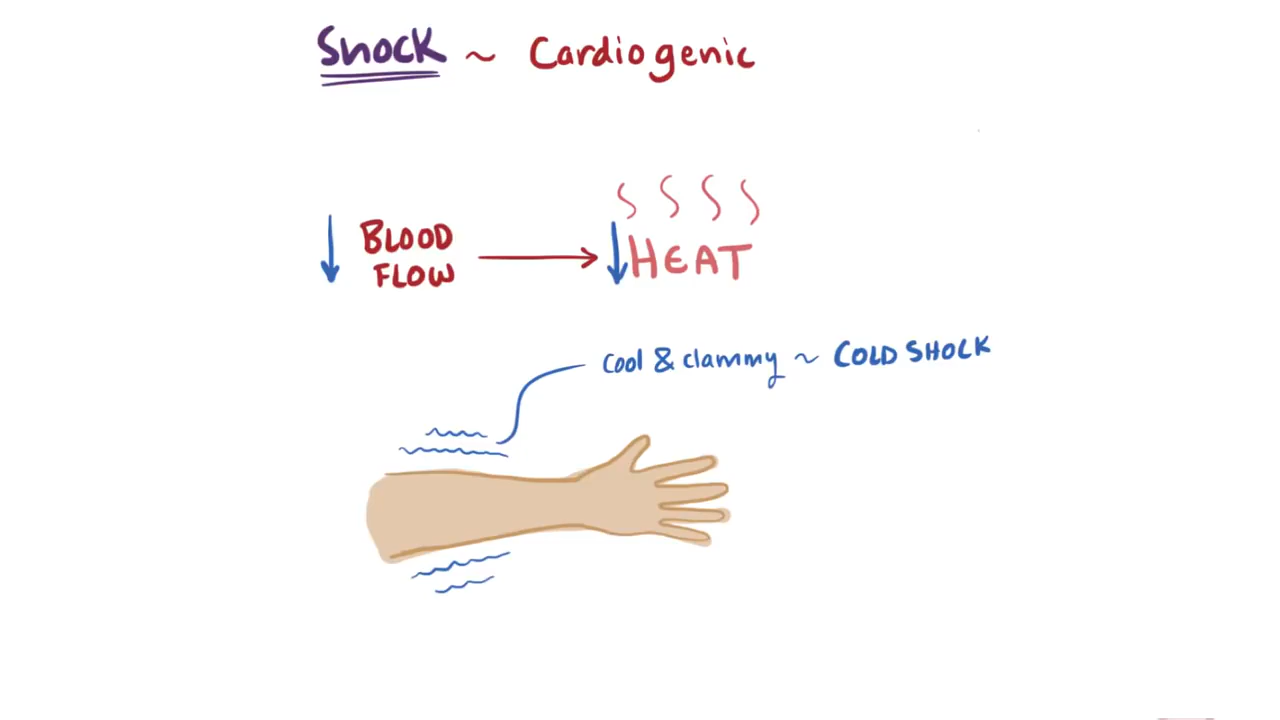 Shock ~ Cardiogenic
↓ BLOOD FLOW → ↓ HEAT
cool & clammy ~ COLD SHOCK